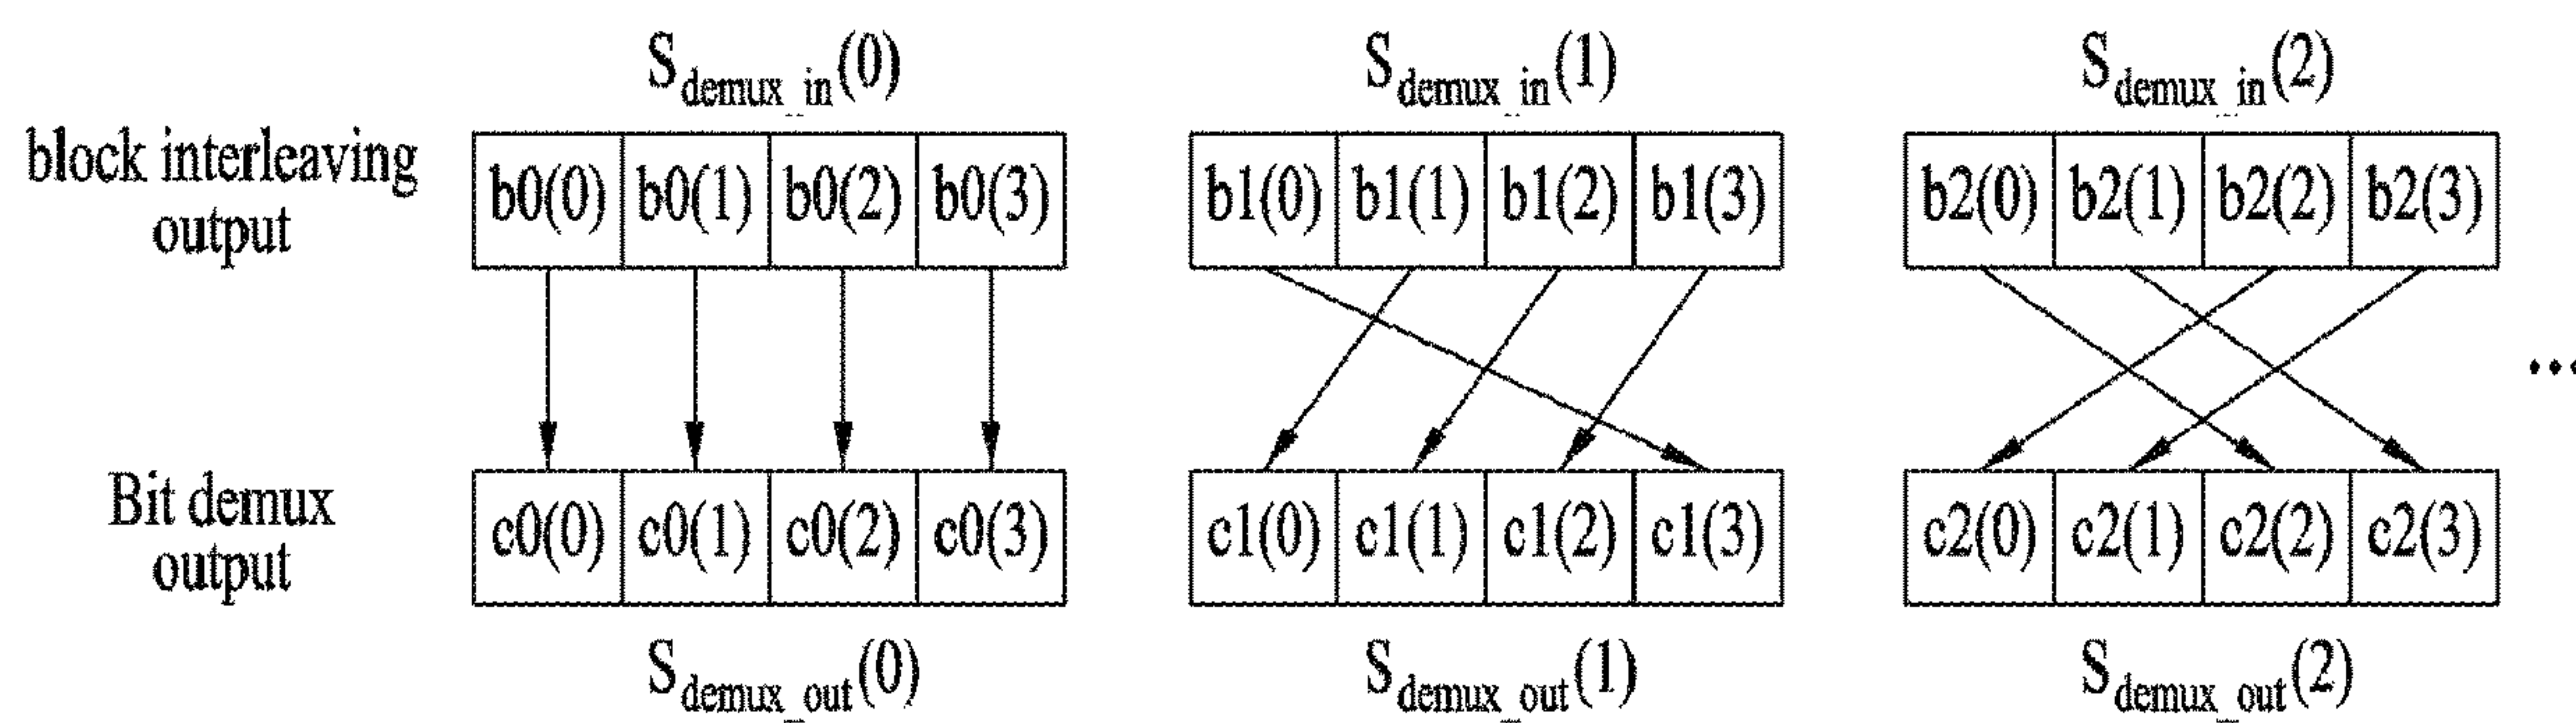 S_demux_in(0) S_demux_in(1) S_demux_in(2)
block interleaving
output
b0(0) b0(1) b0(2) b0(3) b1(0) b1(1) b1(2) b1(3) b2(0) b2(1) b2(2) b2(3)
...
Bit demux
output
c0(0) c0(1) c0(2) c0(3) c1(0) c1(1) c1(2) c1(3) c2(0) c2(1) c2(2) c2(3)
S_demux_out(0) S_demux_out(1) S_demux_out(2)